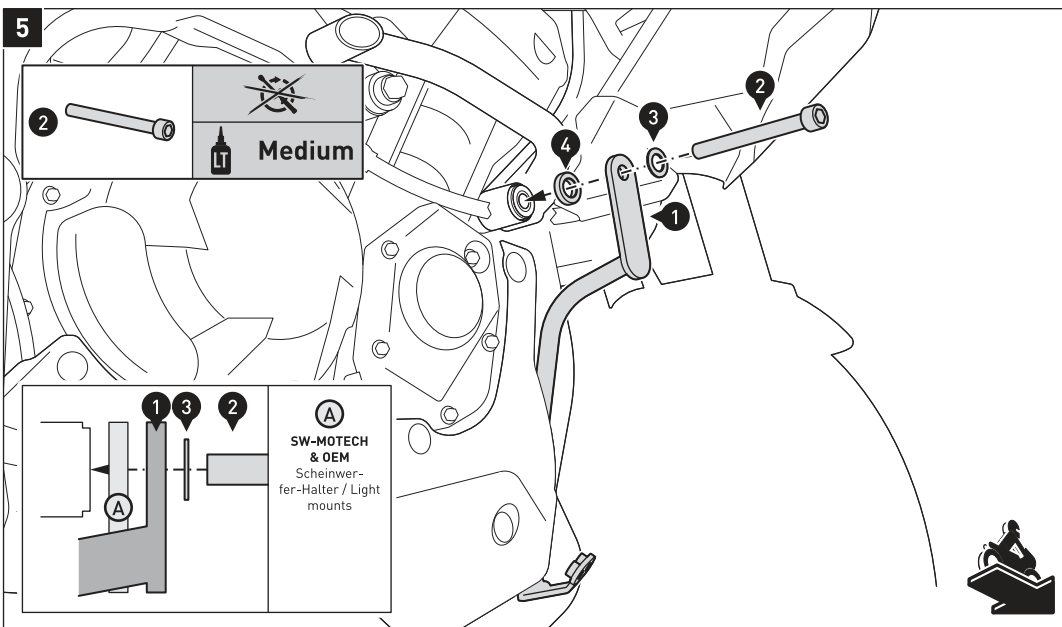 5
2
LT Medium
4
3
2
1
1 3 2
A
A
SW-MOTECH
& OEM
Scheinwer-
fer-Halter / Light
mounts